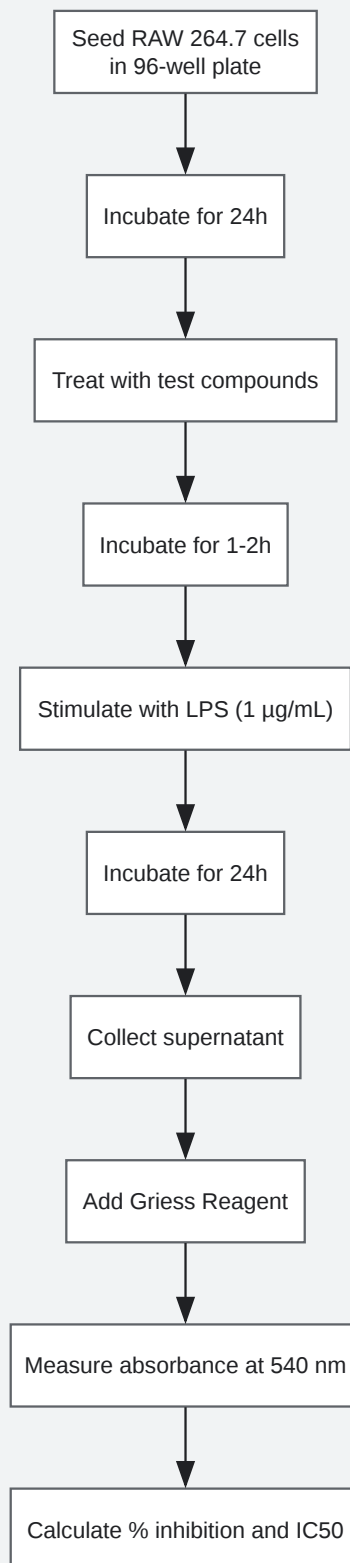 Seed RAW 264.7 cells
in 96-well plate
Incubate for 24h
Treat with test compounds
Incubate for 1-2h
Stimulate with LPS (1 µg/mL)
Incubate for 24h
Collect supernatant
Add Griess Reagent
Measure absorbance at 540 nm
Calculate % inhibition and IC50